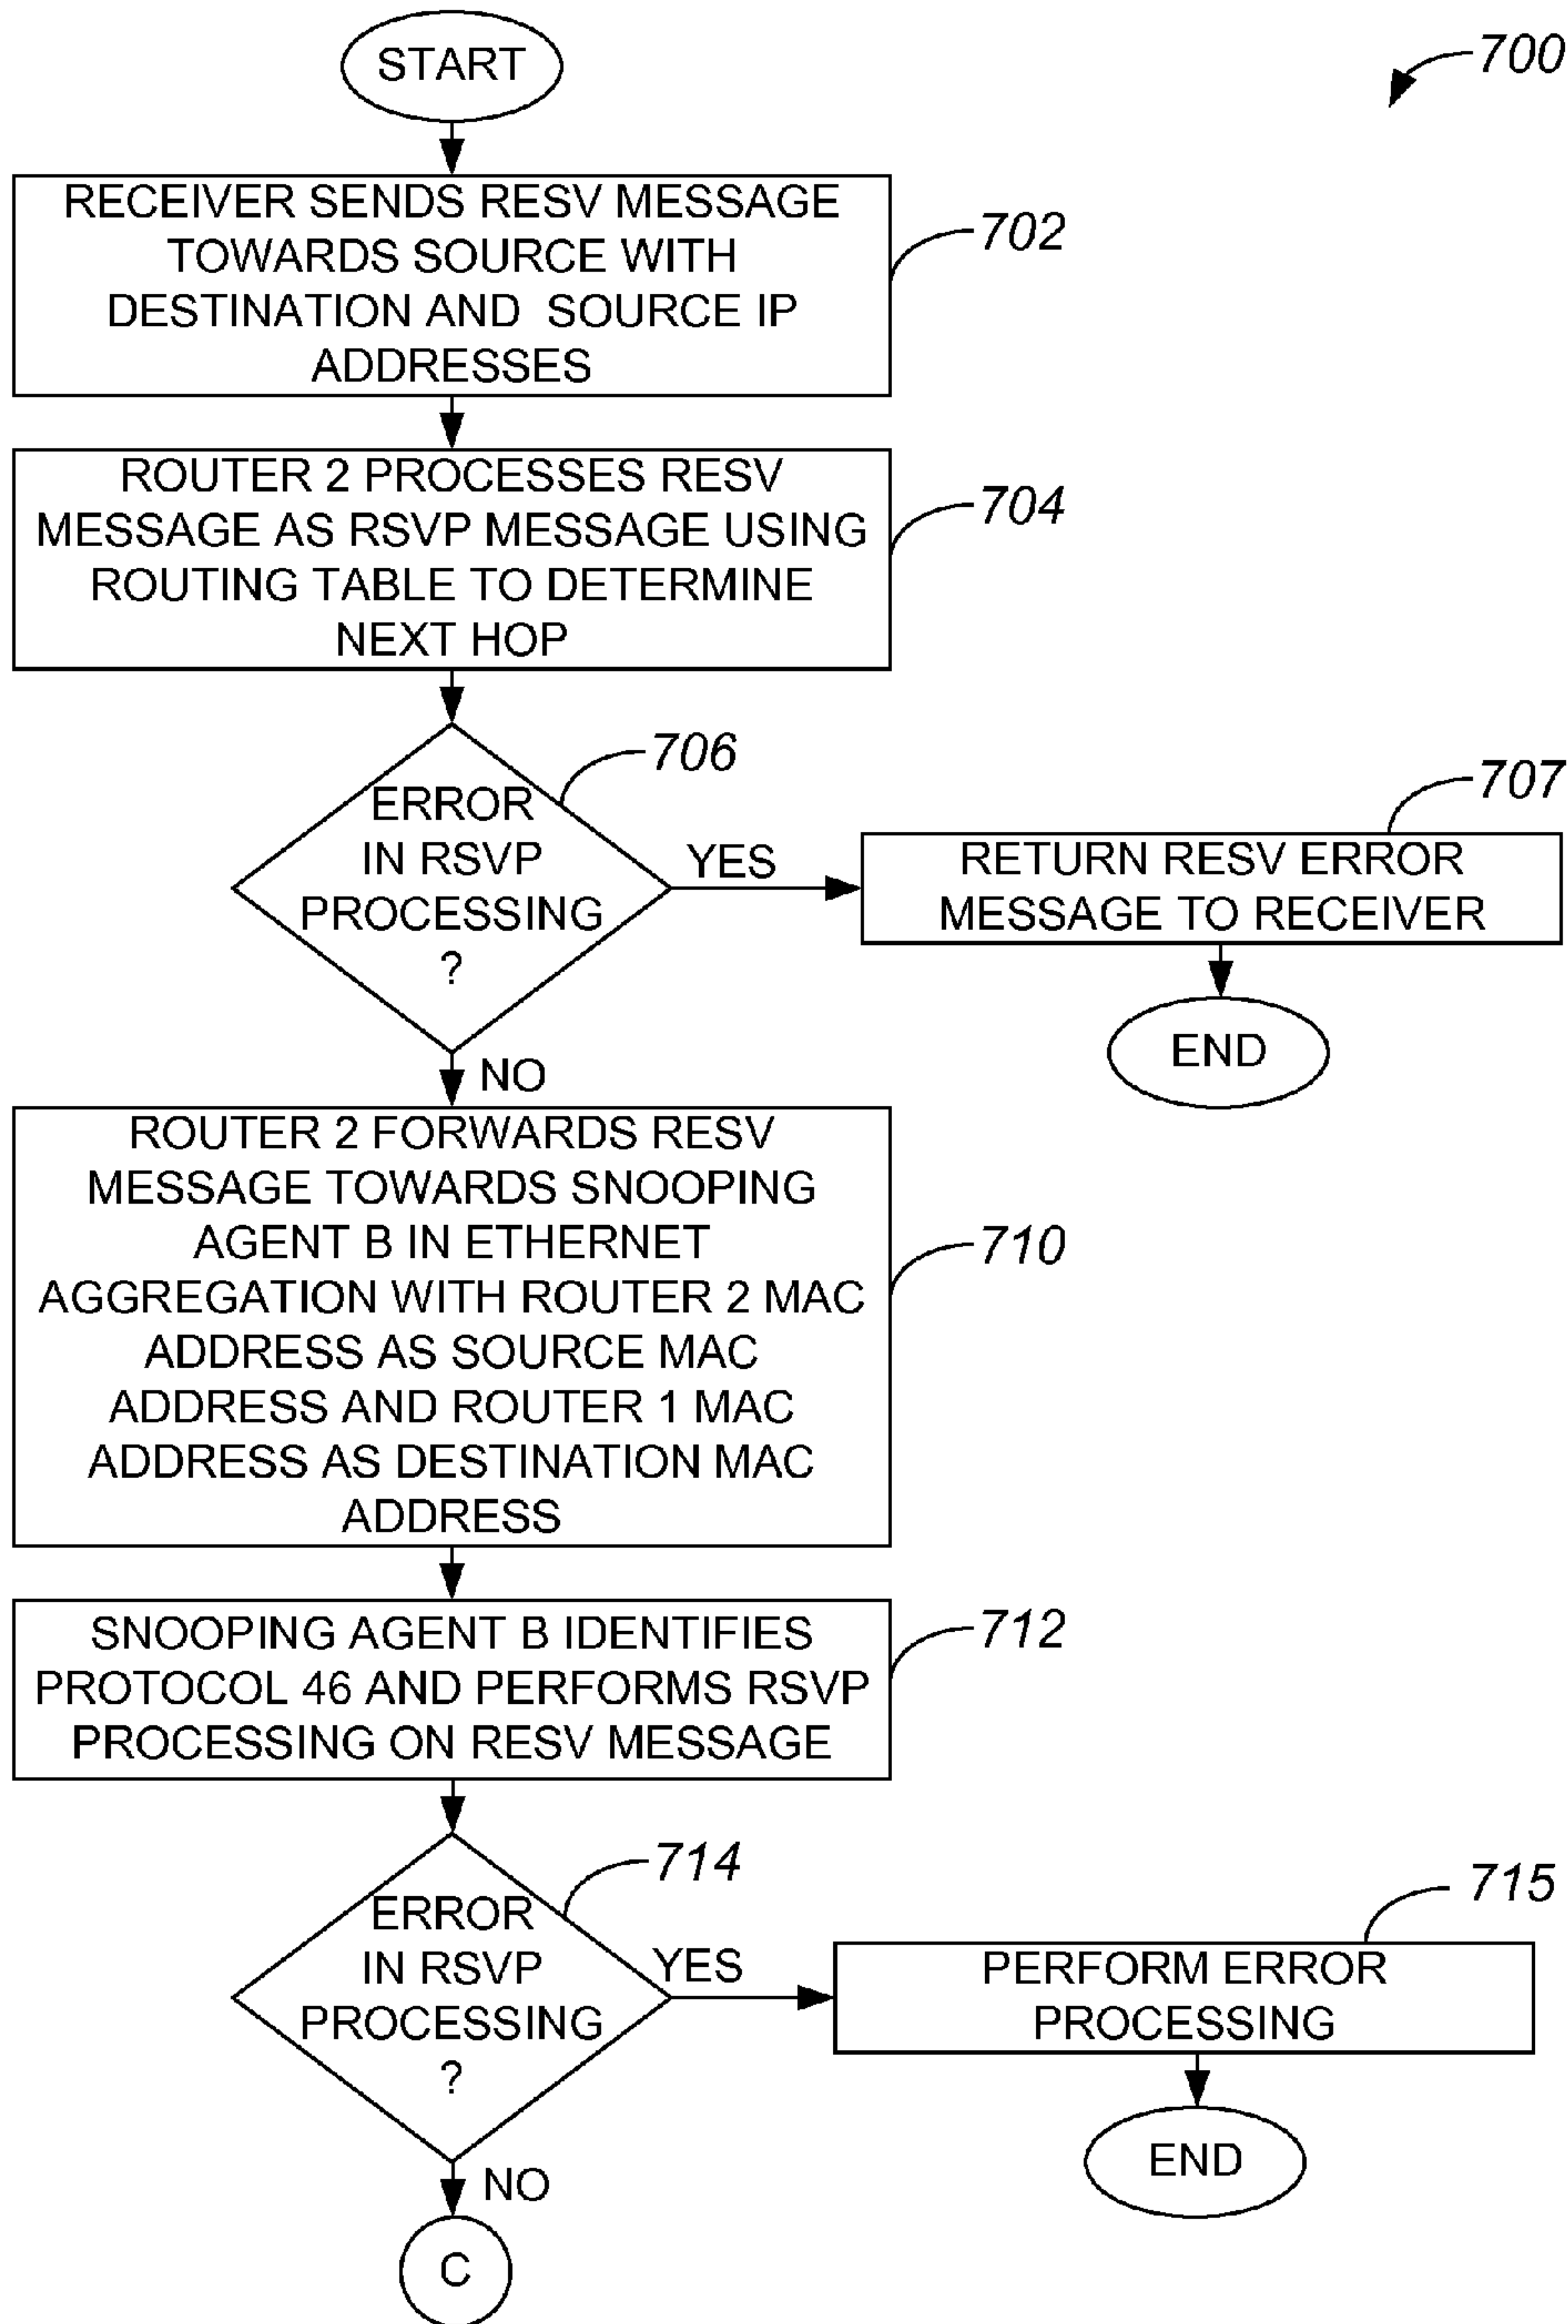 START
700
RECEIVER SENDS RESV MESSAGE
TOWARDS SOURCE WITH
DESTINATION AND SOURCE IP
ADDRESSES
702
ROUTER 2 PROCESSES RESV
MESSAGE AS RSVP MESSAGE USING
ROUTING TABLE TO DETERMINE
NEXT HOP
704
ERROR
IN RSVP
PROCESSING
?
706
YES
RETURN RESV ERROR
MESSAGE TO RECEIVER
707
END
NO
ROUTER 2 FORWARDS RESV
MESSAGE TOWARDS SNOOPING
AGENT B IN ETHERNET
AGGREGATION WITH ROUTER 2 MAC
ADDRESS AS SOURCE MAC
ADDRESS AND ROUTER 1 MAC
ADDRESS AS DESTINATION MAC
ADDRESS
710
SNOOPING AGENT B IDENTIFIES
PROTOCOL 46 AND PERFORMS RSVP
PROCESSING ON RESV MESSAGE
712
ERROR
IN RSVP
PROCESSING
?
714
YES
PERFORM ERROR
PROCESSING
715
END
NO
C